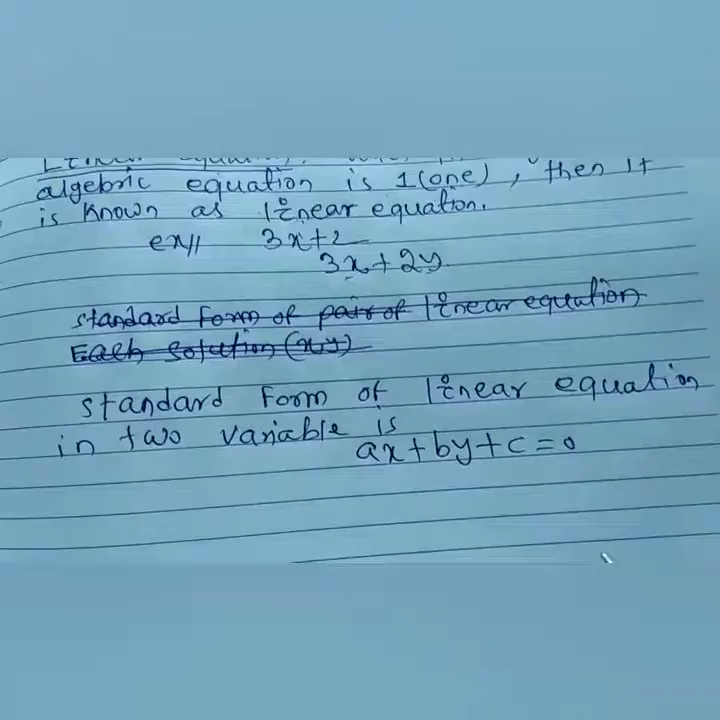 algebric equation is 1(one), then it
is known as linear equation.
ex// 3x+2
3x+2y
standard form of pair of linear equation
Each solution (x,y)
standard form of linear equation
in two variable is
ax+by+c=0